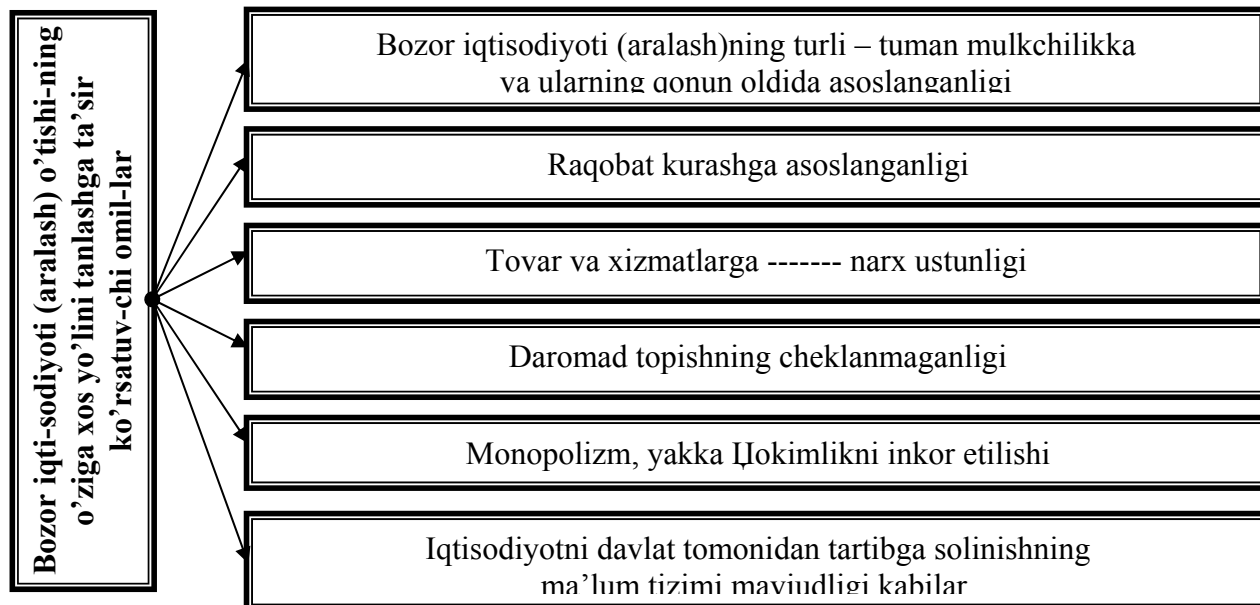 Bozor iqti-sodiyoti (aralash) o’tishi-ning
o’ziga xos yo’lini tanlashga ta’sir
ko’rsatuv-chi omil-lar
Bozor iqtisodiyoti (aralash)ning turli – tuman mulkchilikka
va ularning qonun oldida asoslanganligi
Raqobat kurashga asoslanganligi
Tovar va xizmatlarga ------- narx ustunligi
Daromad topishning cheklanmaganligi
Monopolizm, yakka Џokimlikni inkor etilishi
Iqtisodiyotni davlat tomonidan tartibga solinishning
ma’lum tizimi mavjudligi kabilar